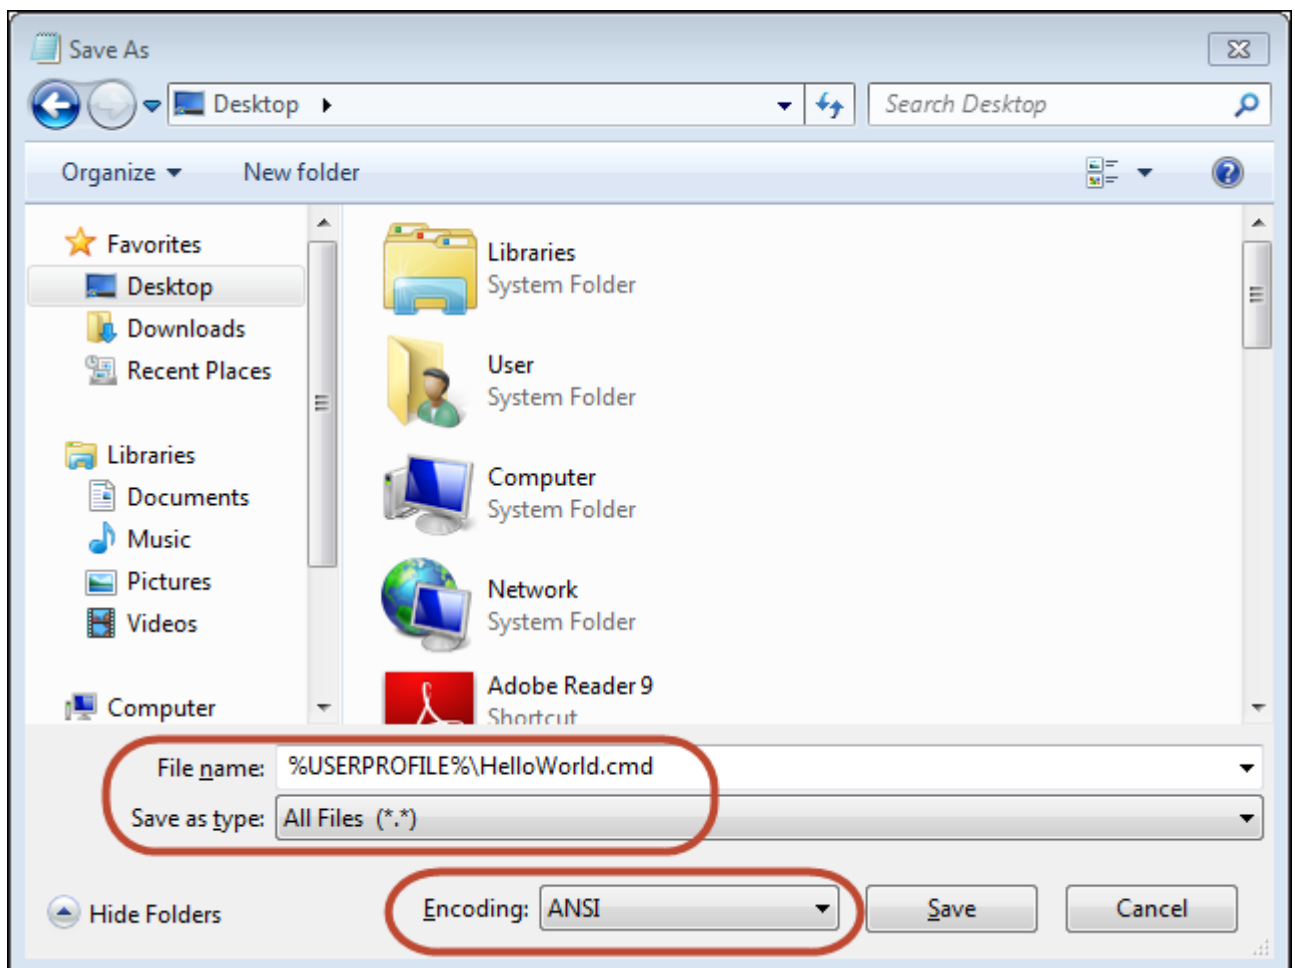 Save As
Desktop
Search Desktop
Organize
New folder
Favorites
Desktop
Downloads
Recent Places
Libraries
Documents
Music
Pictures
Videos
Computer
Libraries
System Folder
User
System Folder
Computer
System Folder
Network
System Folder
Adobe Reader 9
Shortcut
File name: %USERPROFILE%\HelloWorld.cmd
Save as type: All Files (*.*)
Hide Folders
Encoding: ANSI
Save
Cancel